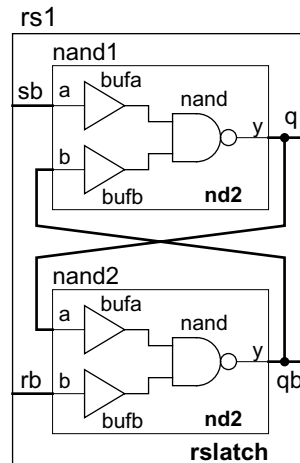 rs1
nand1
sb a bufa nand y q
b bufb nd2
nand2
a bufa nand y
rb b bufb nd2 qb
rslatch